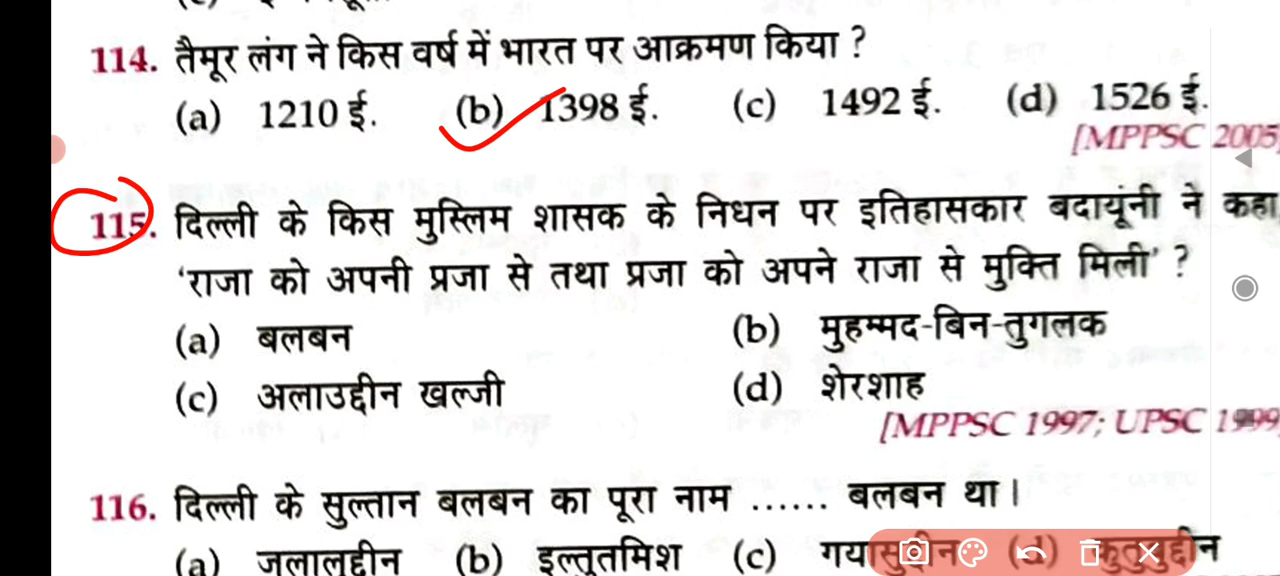 114. तैमूर लंग ने किस वर्ष में भारत पर आक्रमण किया ?
(a) 1210 ई. (b) 1398 ई. (c) 1492 ई. (d) 1526 ई.
[MPPSC 2005]
115. दिल्ली के किस मुस्लिम शासक के निधन पर इतिहासकार बदायूंनी ने कहा
‘राजा को अपनी प्रजा से तथा प्रजा को अपने राजा से मुक्ति मिली’ ?
(a) बलबन (b) मुहम्मद-बिन-तुगलक
(c) अलाउद्दीन खल्जी (d) शेरशाह
[MPPSC 1997; UPSC 1999
116. दिल्ली के सुल्तान बलबन का पूरा नाम ...... बलबन था।
(a) जलालुद्दीन (b) इल्तुतमिश (c) गयासुद्दीन (d) कुतुबुद्दीन